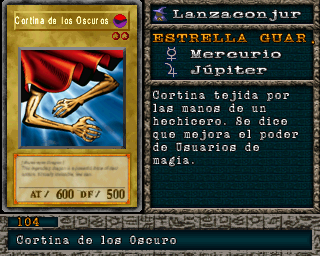 Cortina de los Oscuros
Lanzaconjur
ESTRELLA GUAR.
Mercurio
Júpiter
Cortina tejida por
las manos de un
hechicero. Se dice
que mejora el poder
de Usuarios de
magia.
AT/ 600 DF/ 500
104
Cortina de los Oscuro